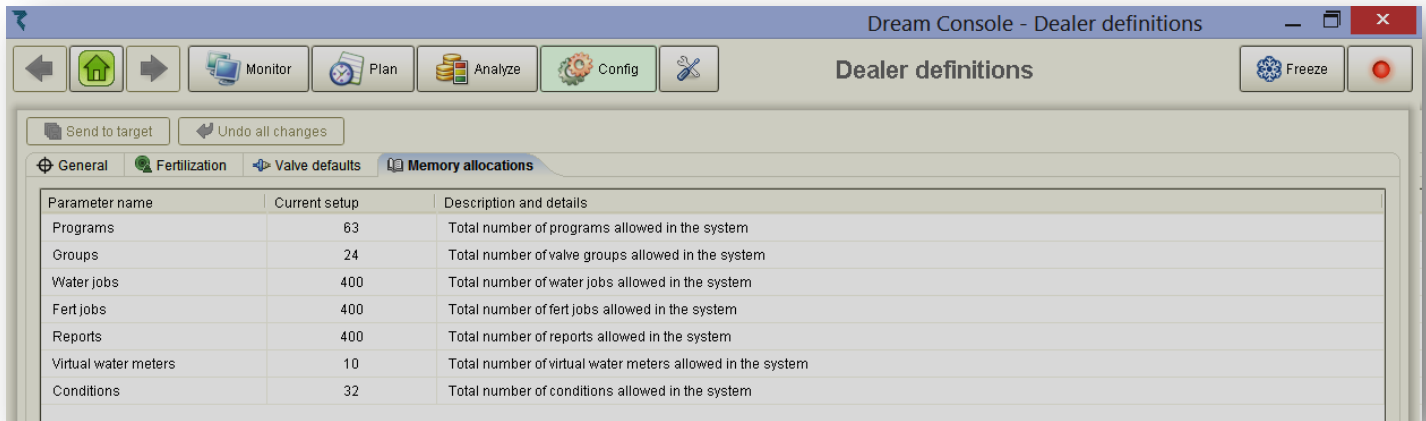 Dream Console - Dealer definitions
Monitor Plan Analyze Config Dealer definitions Freeze
Send to target Undo all changes
General Fertilization Valve defaults Memory allocations
Parameter name Current setup Description and details
Programs 63 Total number of programs allowed in the system
Groups 24 Total number of valve groups allowed in the system
Water jobs 400 Total number of water jobs allowed in the system
Fert jobs 400 Total number of fert jobs allowed in the system
Reports 400 Total number of reports allowed in the system
Virtual water meters 10 Total number of virtual water meters allowed in the system
Conditions 32 Total number of conditions allowed in the system